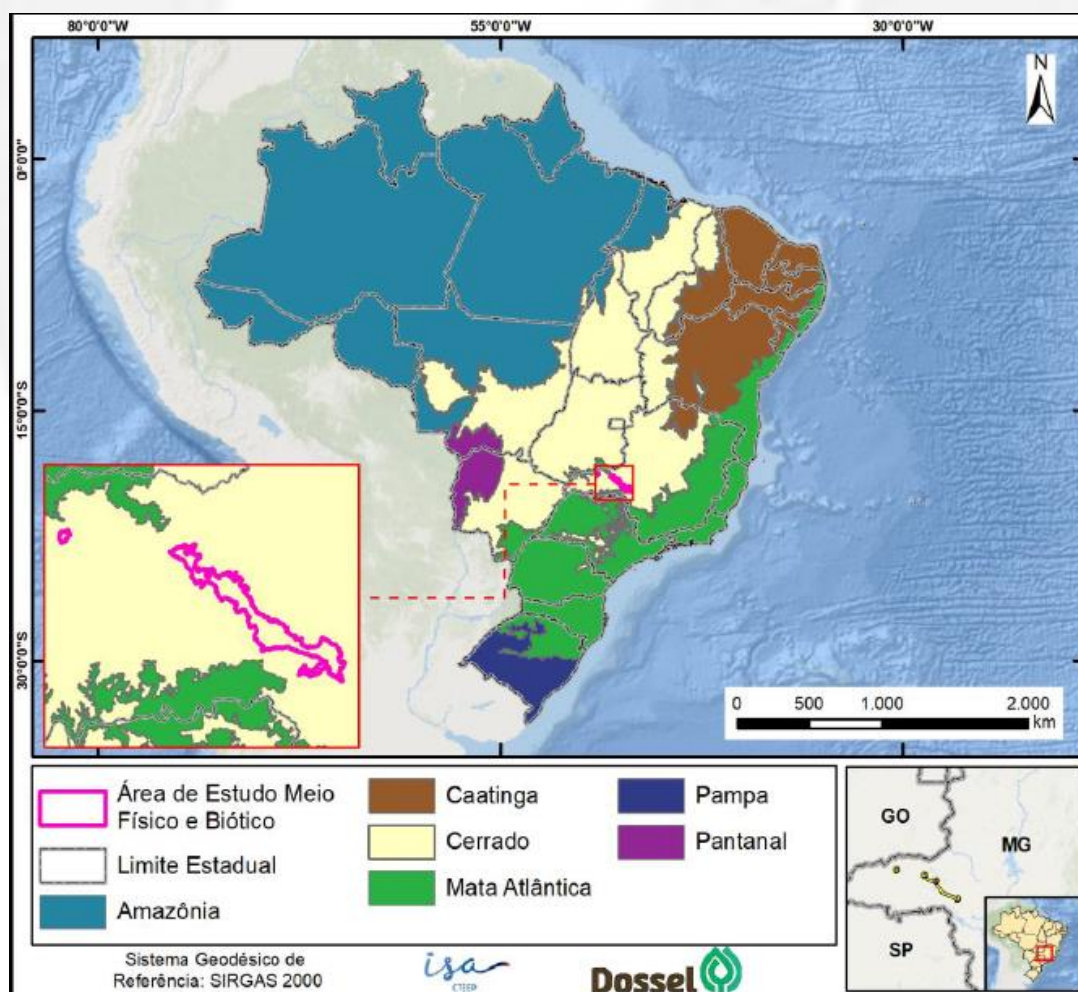 80°0'0"W
55°0'0"W
30°0'0"W
N
0°0'0"
15°0'0"S
30°0'0"S
0
500
1.000
2.000
km
Área de Estudo Meio
Físico e Biótico
Limite Estadual
Amazônia
Caatinga
Cerrado
Mata Atlântica
Pampa
Pantanal
GO
MG
SP
Sistema Geodésico de
Referência: SIRGAS 2000
isa
CTEEP
Dossel